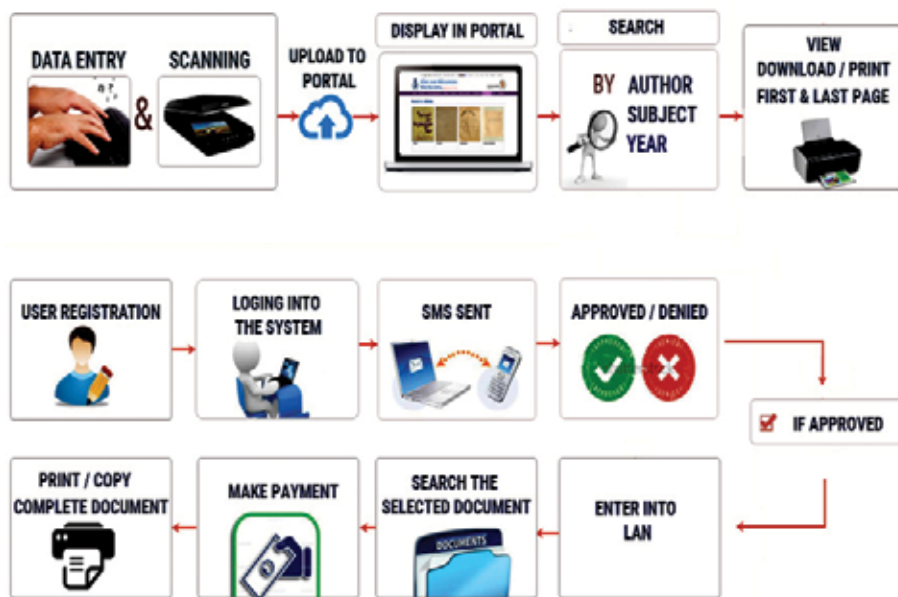 DATA ENTRY
&
SCANNING
UPLOAD TO
PORTAL
DISPLAY IN PORTAL
SEARCH
BY AUTHOR
SUBJECT
YEAR
VIEW
DOWNLOAD / PRINT
FIRST & LAST PAGE
USER REGISTRATION
LOGING INTO
THE SYSTEM
SMS SENT
APPROVED / DENIED
IF APPROVED
PRINT / COPY
COMPLETE DOCUMENT
MAKE PAYMENT
SEARCH THE
SELECTED DOCUMENT
DOCUMENTS
ENTER INTO
LAN